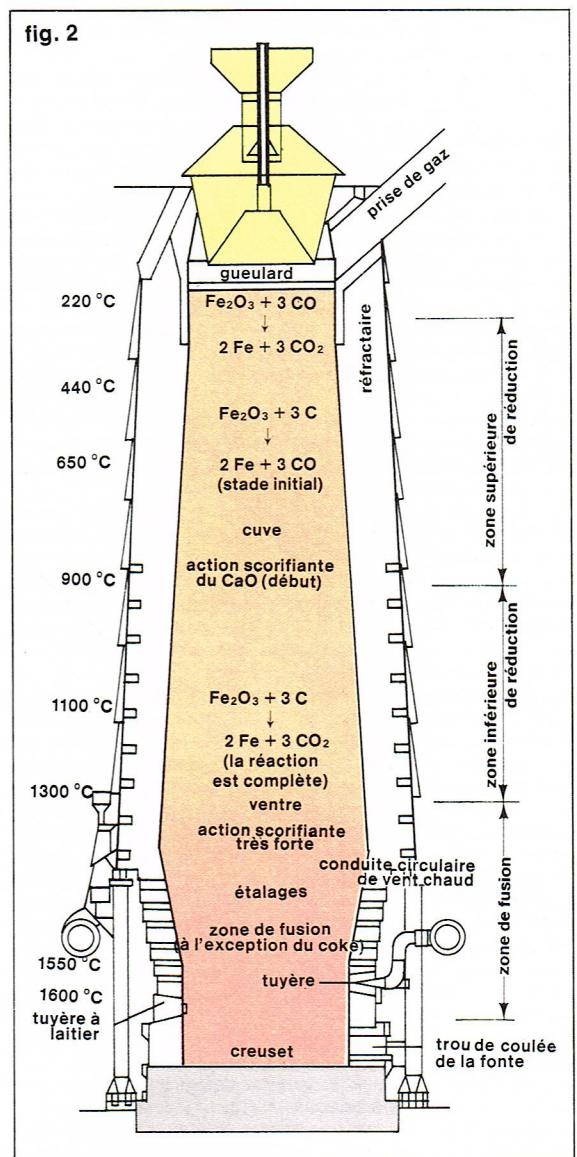 fig. 2
prise de gaz
gueulard
220 °C
Fe₂O₃ + 3 CO
↓
2 Fe + 3 CO₂
réfractaire
440 °C
Fe₂O₃ + 3 C
↓
650 °C
2 Fe + 3 CO
(stade initial)
zone supérieure
de réduction
cuve
action scorifiante
du CaO (début)
900 °C
1100 °C
Fe₂O₃ + 3 C
↓
2 Fe + 3 CO₂
(la réaction
est complète)
zone inférieure
de réduction
1300 °C
ventre
action scorifiante
très forte
conduite circulaire
de vent chaud
étalages
zone de fusion
(à l'exception du coke)
zone de fusion
1550 °C
tuyère
1600 °C
tuyère à
laitier
creuset
trou de coulée
de la fonte